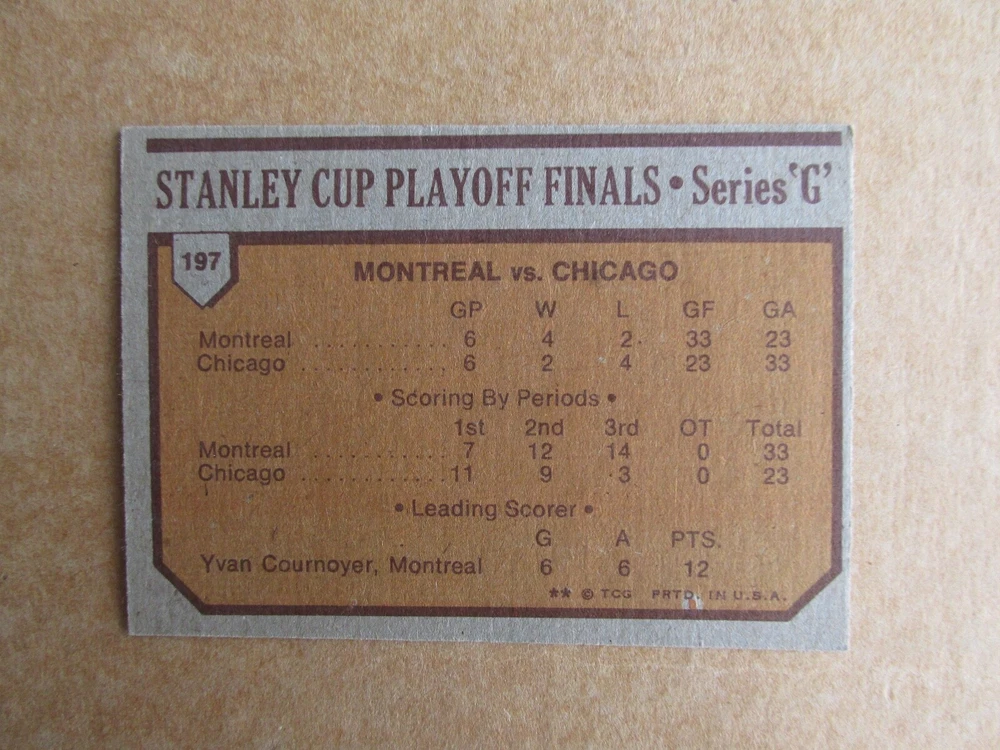 STANLEY CUP PLAYOFF FINALS • Series 'G'
197
MONTREAL vs. CHICAGO
GP W L GF GA
Montreal ........... 6 4 2 33 23
Chicago ............ 6 2 4 23 33
• Scoring By Periods •
1st 2nd 3rd OT Total
Montreal ........... 7 12 14 0 33
Chicago ............ 11 9 3 0 23
• Leading Scorer •
G A PTS.
Yvan Cournoyer, Montreal 6 6 12
** © TCG PRTD. IN U.S.A.